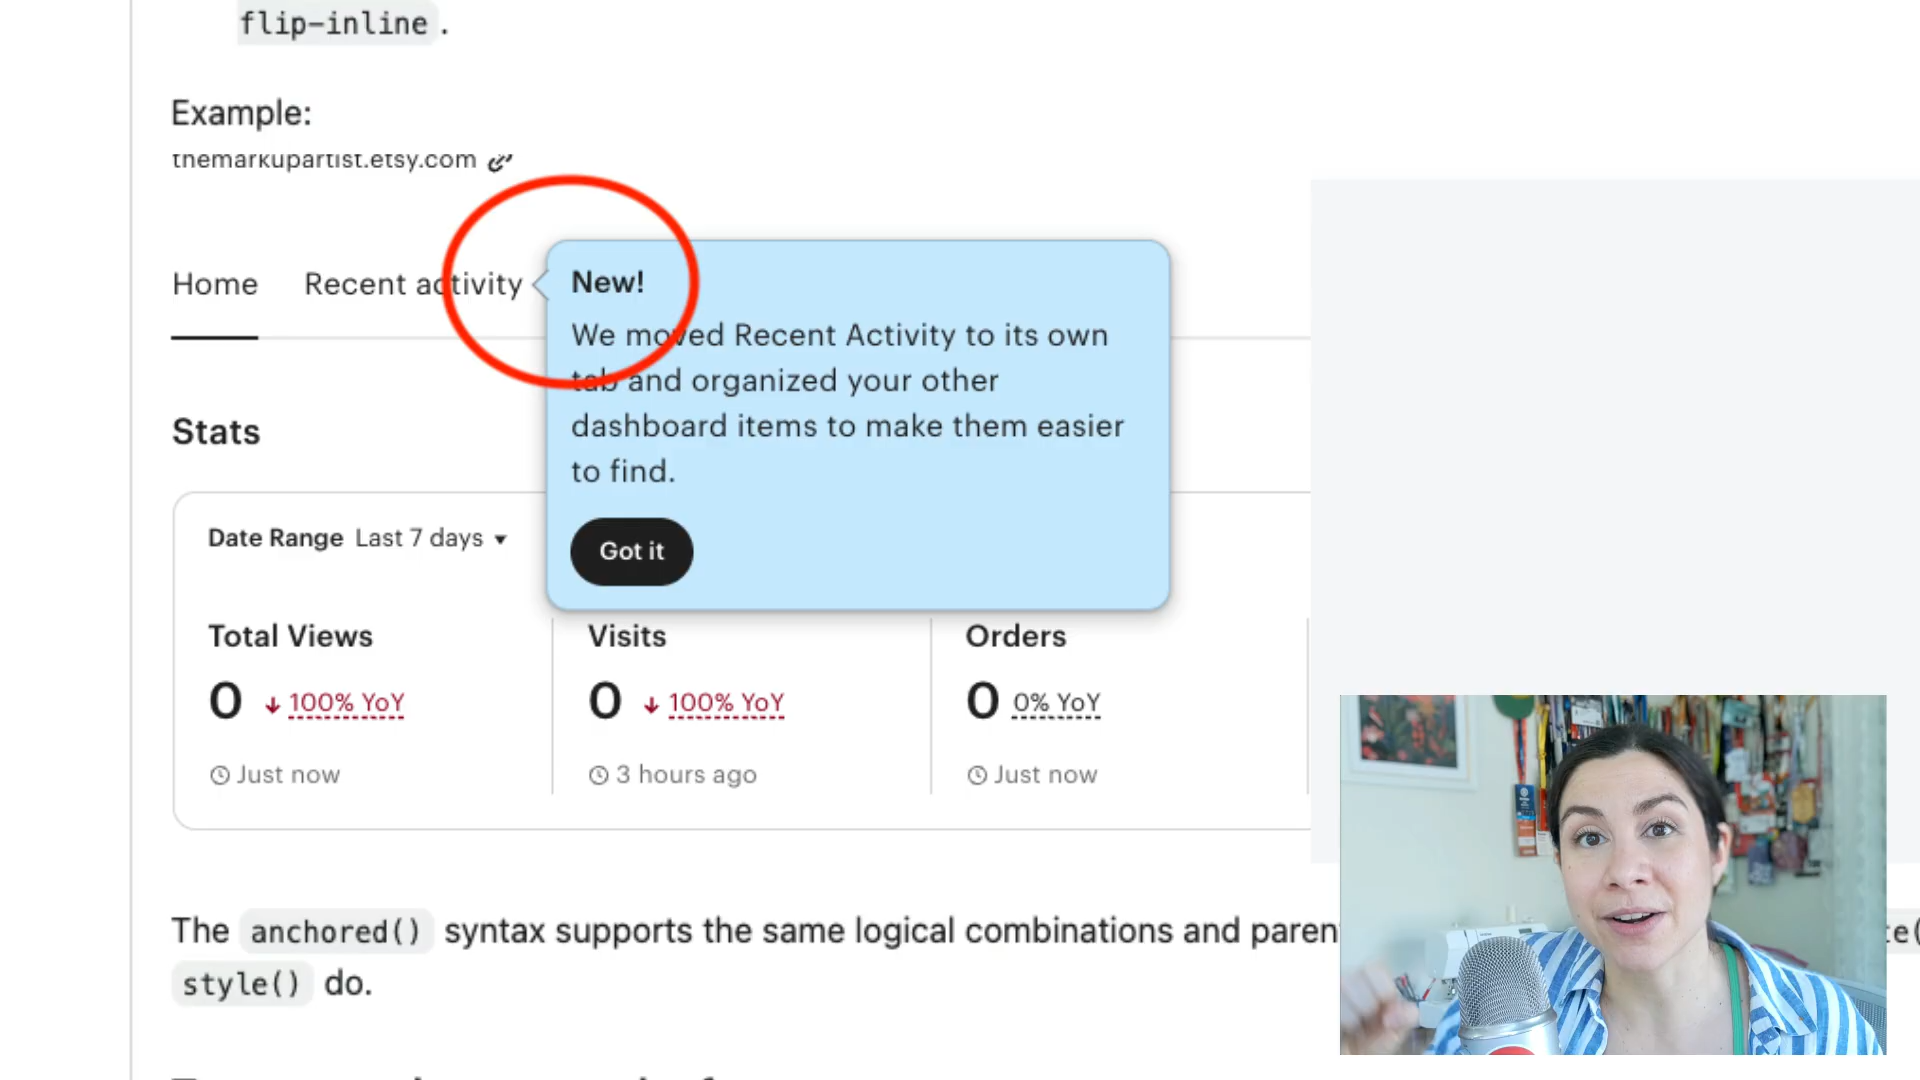 flip-inline.
Example:
themarkupartist.etsy.com
Home Recent activity
New!
We moved Recent Activity to its own
tab and organized your other
dashboard items to make them easier
to find.
Got it
Stats
Date Range Last 7 days
Total Views
0 ↓ 100% YoY
Just now
Visits
0 ↓ 100% YoY
3 hours ago
Orders
0 0% YoY
Just now
The anchored() syntax supports the same logical combinations and paren
style() do.